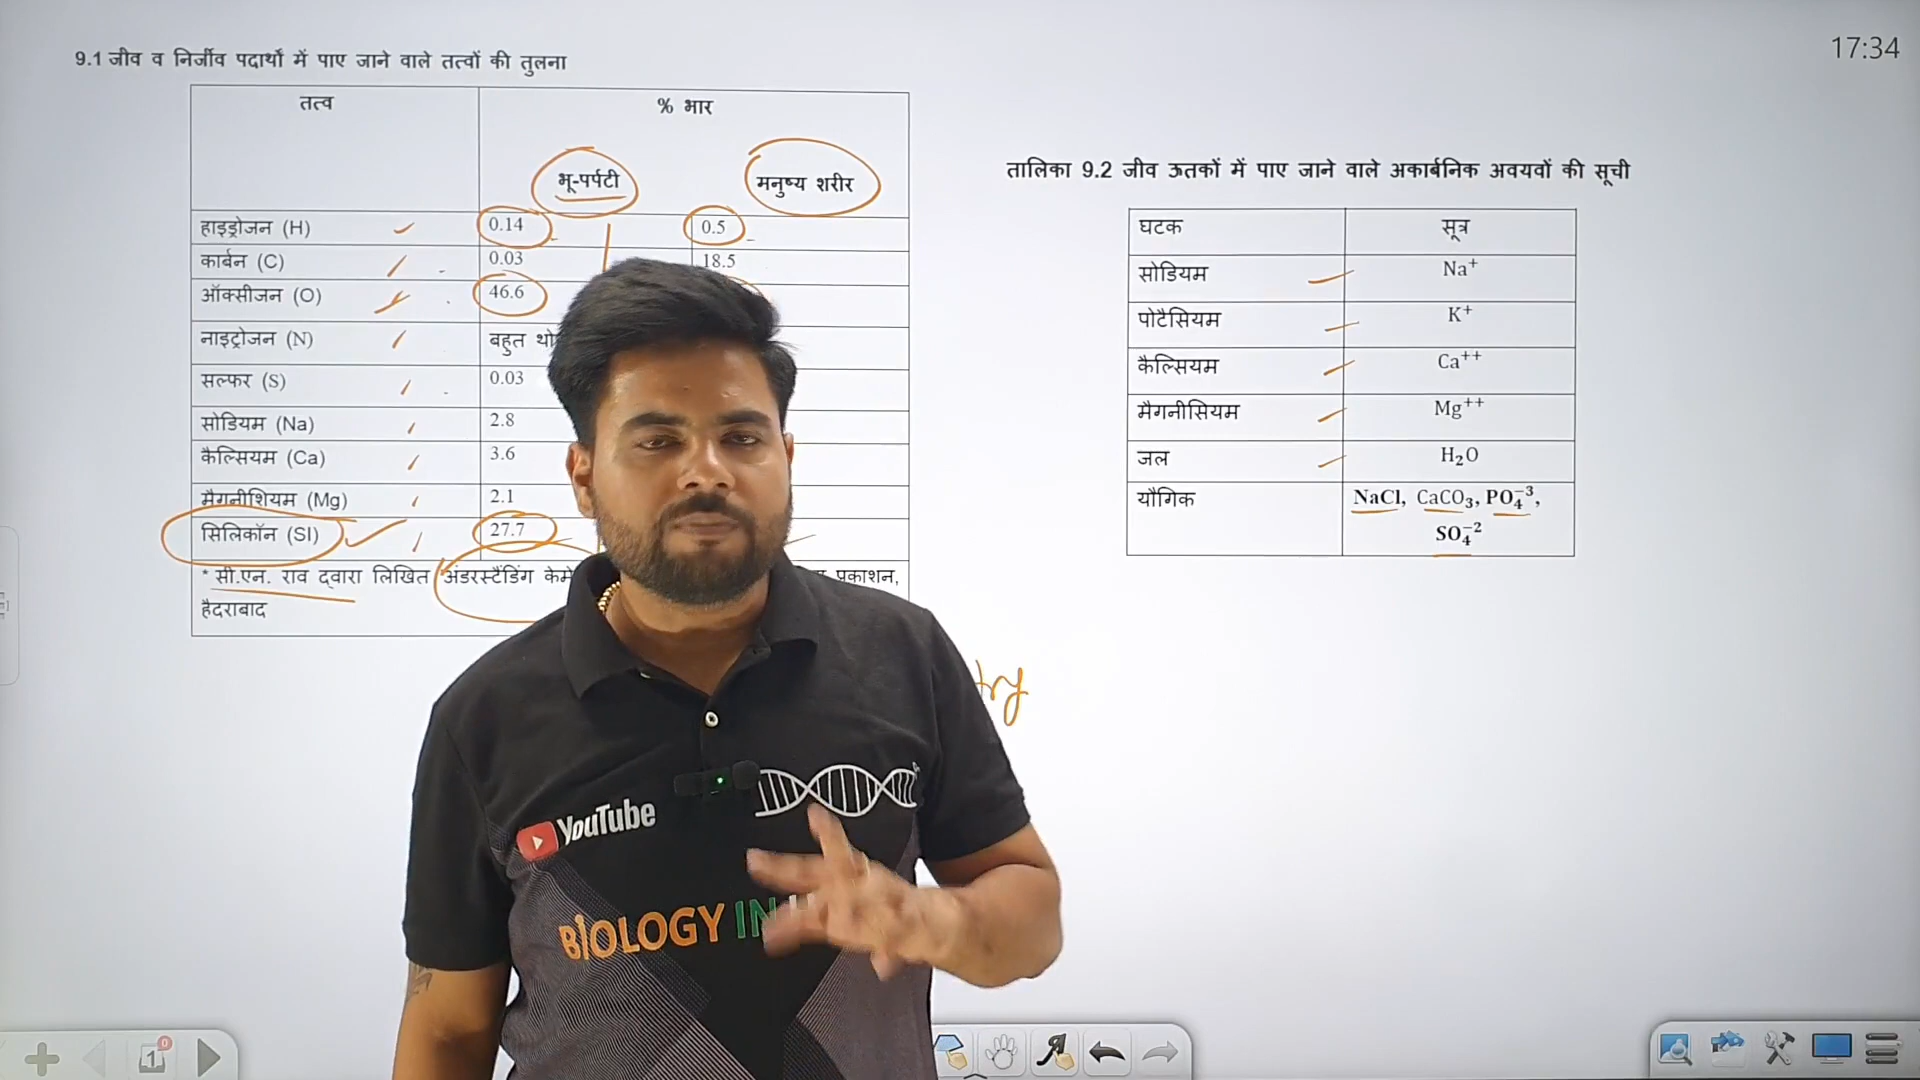 17:34
9.1 जीव व निर्जीव पदार्थों में पाए जाने वाले तत्वों की तुलना
तत्व % भार
भू-पर्पटी मनुष्य शरीर
हाइड्रोजन (H) 0.14 0.5
कार्बन (C) 0.03 18.5
ऑक्सीजन (O) 46.6
नाइट्रोजन (N) बहुत
सल्फर (S) 0.03
सोडियम (Na) 2.8
कैल्सियम (Ca) 3.6
मैगनीशियम (Mg) 2.1
सिलिकॉन (SI) 27.7
* सी.एन. राव द्वारा लिखित अंडरस्टैंडिंग प्रकाशन,
हैदराबाद
तालिका 9.2 जीव ऊतकों में पाए जाने वाले अकार्बनिक अवयवों की सूची
घटक सूत्र
सोडियम Na⁺
पोटैसियम K⁺
कैल्सियम Ca⁺⁺
मैगनीसियम Mg⁺⁺
जल H₂O
यौगिक NaCl, CaCO₃, PO₄⁻³,
SO₄⁻²
try
YouTube
BIOLOGY IN
1
0